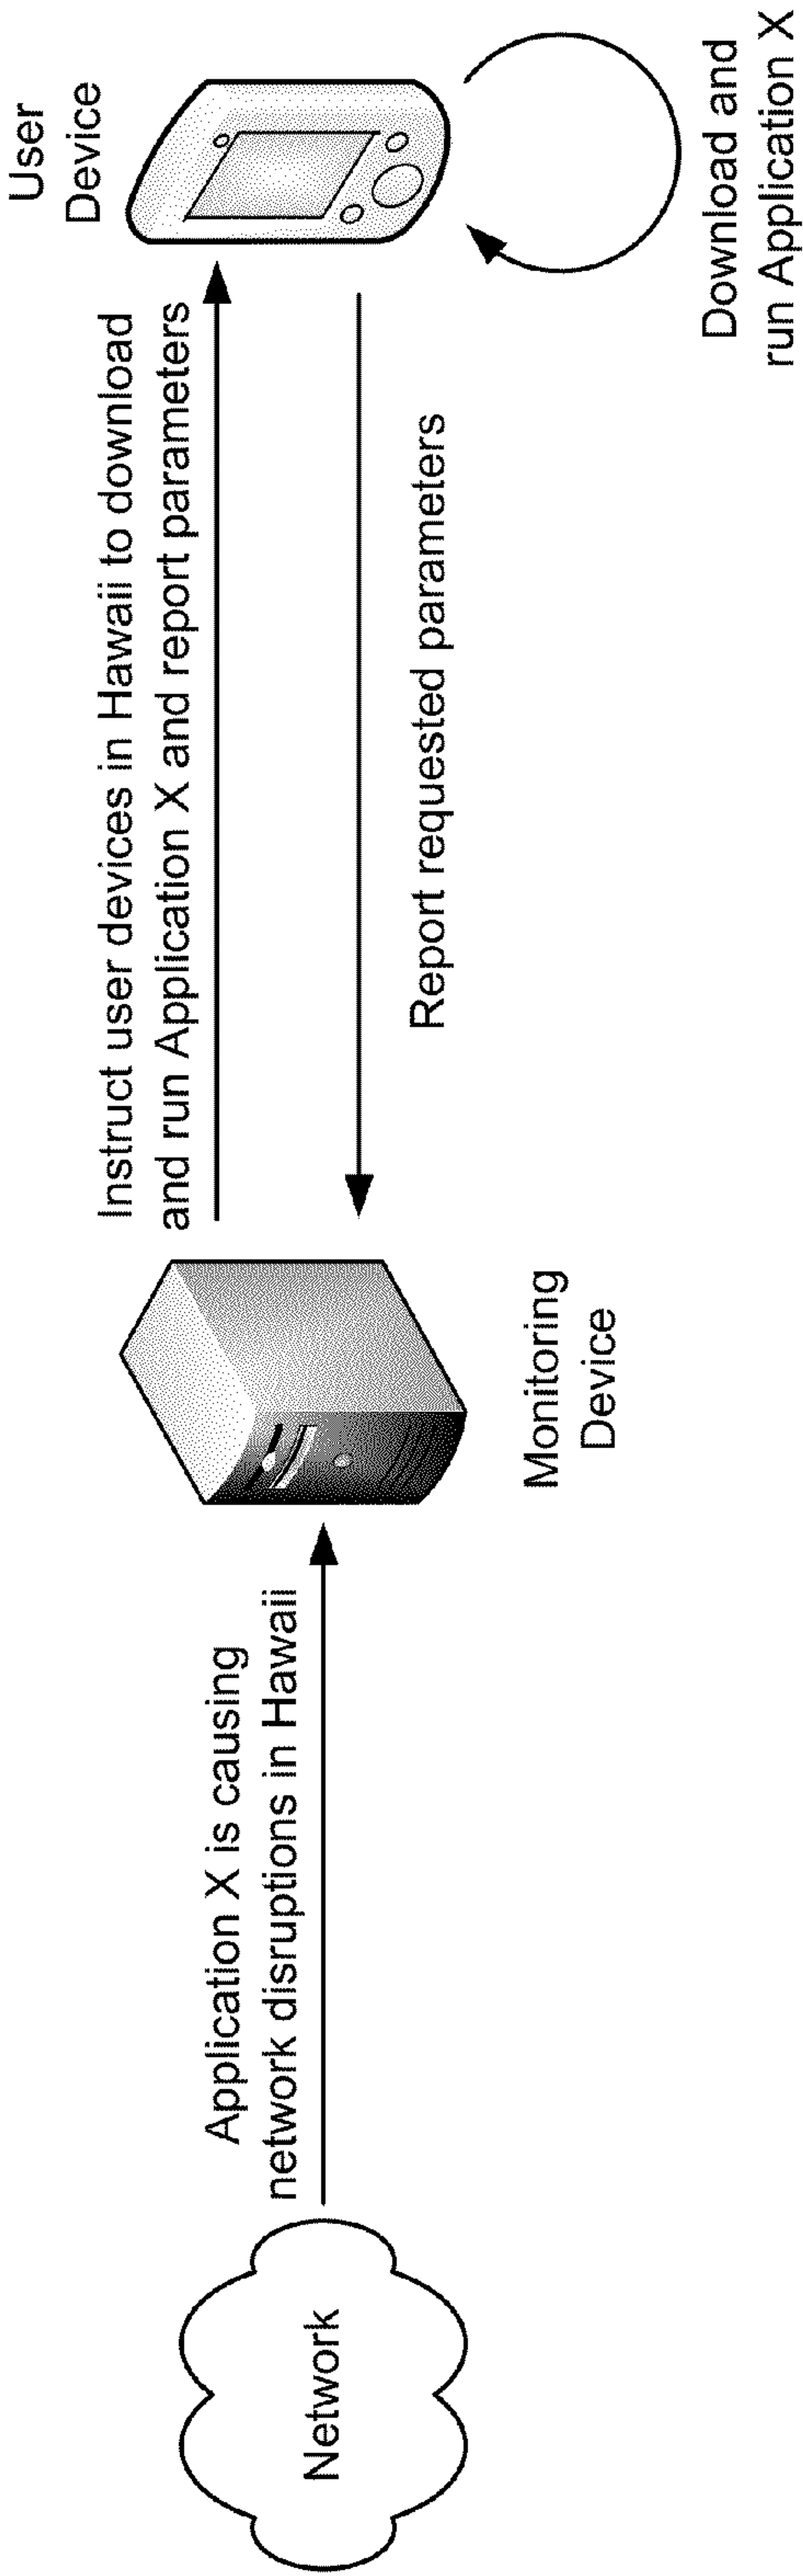 Network
Application X is causing
network disruptions in Hawaii
Monitoring
Device
Instruct user devices in Hawaii to download
and run Application X and report parameters
Report requested parameters
User
Device
Download and
run Application X